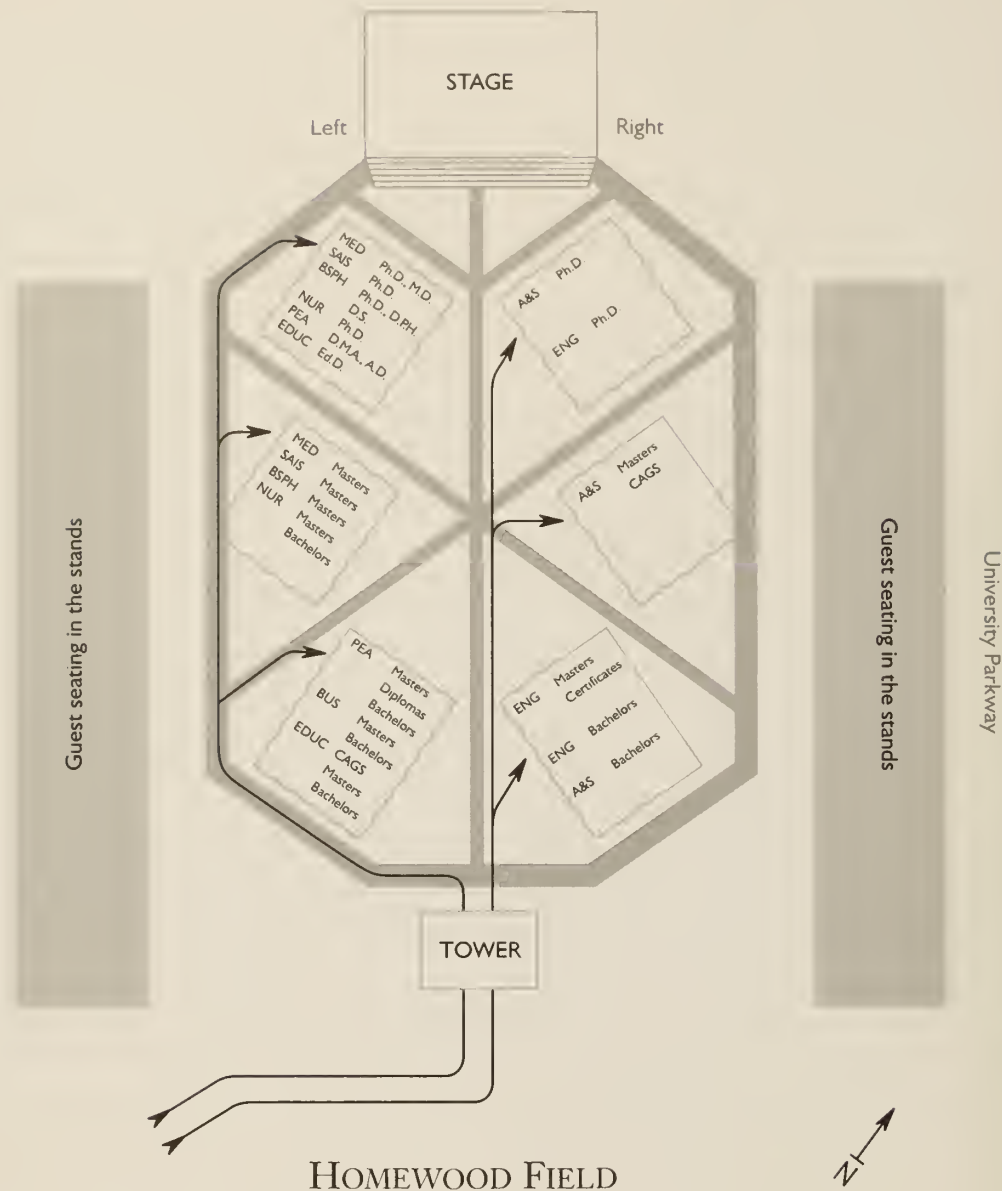 STAGE
Left
Right
MED Ph.D., M.D.
SAIS Ph.D.
BSPH Ph.D., D.PH.
D.S.
NUR Ph.D.
PEA D.M.A., A.D.
EDUC Ed.D.
A&S Ph.D
ENG Ph.D.
MED Masters
SAIS Masters
BSPH Masters
NUR Masters
Bachelors
A&S Masters
CAGS
PEA Masters
Diplomas
Bachelors
BUS Masters
Bachelors
EDUC CAGS
Masters
Bachelors
ENG Masters
Certificates
ENG Bachelors
A&S Bachelors
Guest seating in the stands
Guest seating in the stands
University Parkway
TOWER
HOMEWOOD FIELD
N